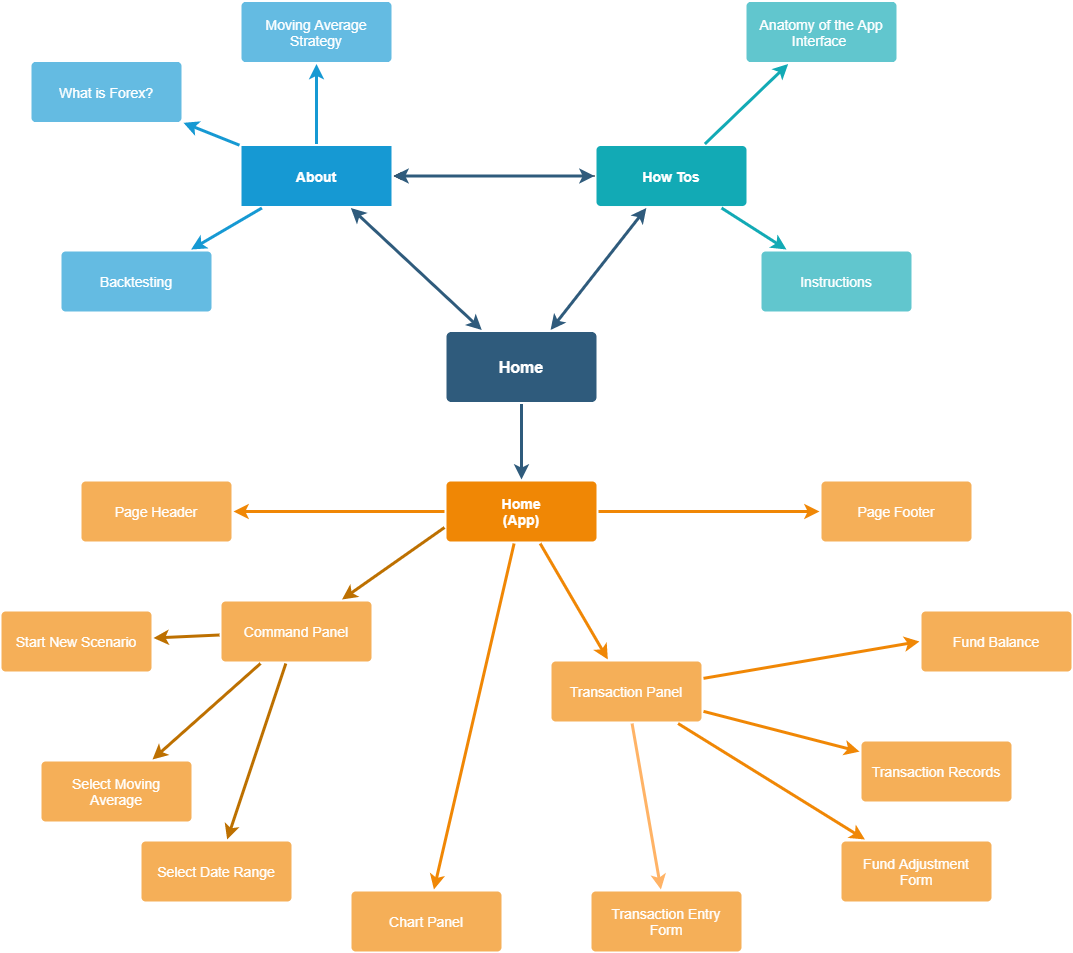 Moving Average
Strategy
Anatomy of the App
Interface
What is Forex?
About
How Tos
Backtesting
Instructions
Home
Page Header
Home
(App)
Page Footer
Start New Scenario
Command Panel
Fund Balance
Transaction Panel
Select Moving
Average
Transaction Records
Select Date Range
Fund Adjustment
Form
Chart Panel
Transaction Entry
Form